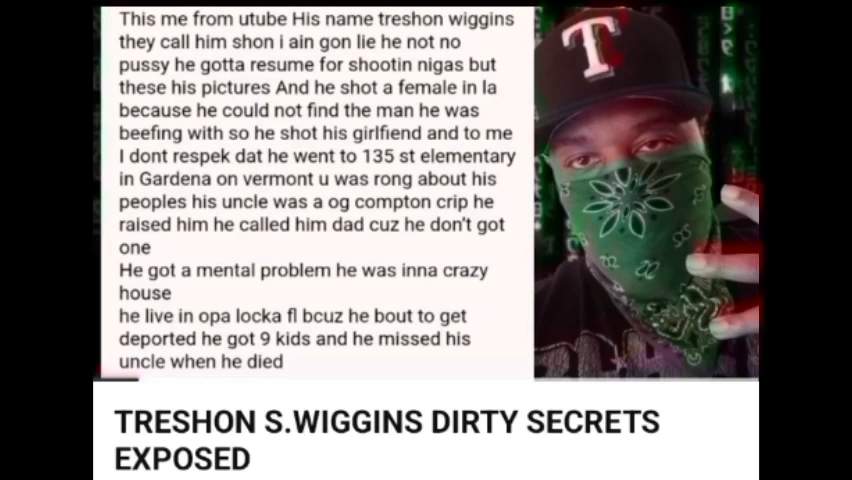 This me from utube His name treshon wiggins
they call him shon i ain gon lie he not no
pussy he gotta resume for shootin nigas but
these his pictures And he shot a female in la
because he could not find the man he was
beefing with so he shot his girlfiend and to me
I dont respek dat he went to 135 st elementary
in Gardena on vermont u was rong about his
peoples his uncle was a og compton crip he
raised him he called him dad cuz he don't got
one
He got a mental problem he was inna crazy
house
he live in opa locka fl bcuz he bout to get
deported he got 9 kids and he missed his
uncle when he died
T
TRESHON S.WIGGINS DIRTY SECRETS
EXPOSED